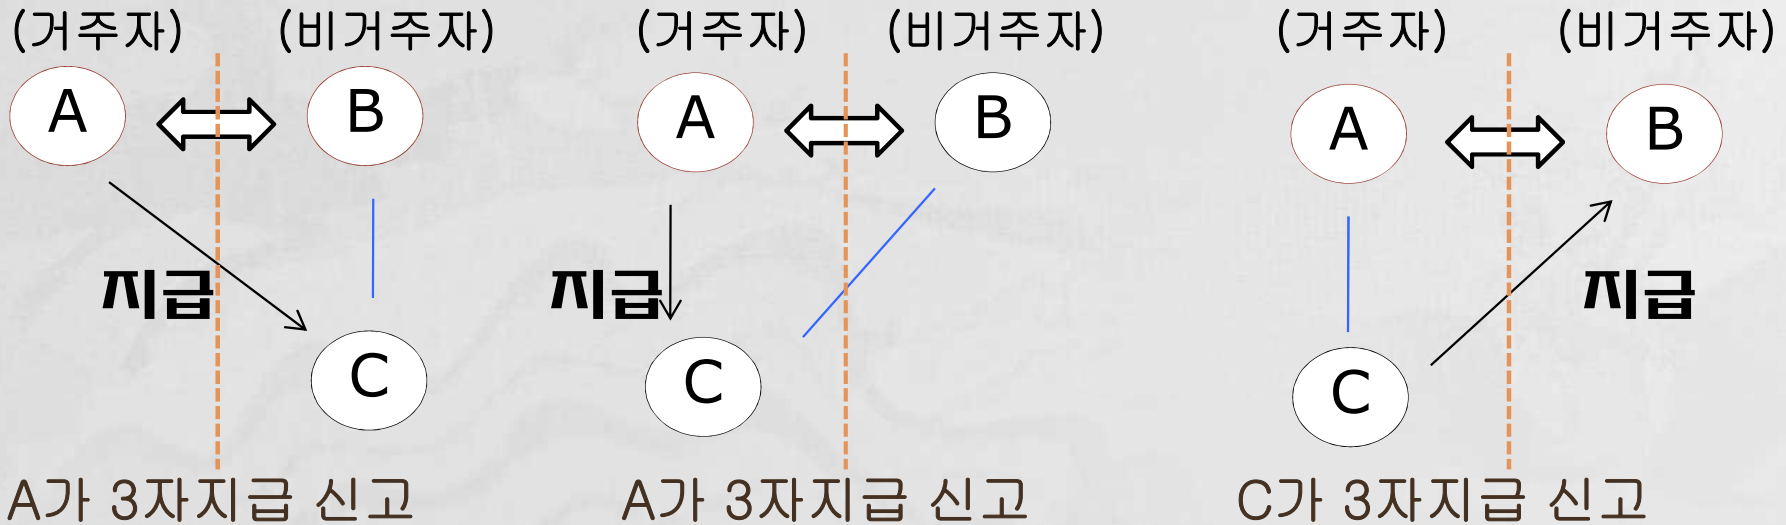 (거주자) (비거주자) (거주자) (비거주자) (거주자) (비거주자)
A B A B A B
지급 지급 지급
C C C
A가 3자지급 신고 A가 3자지급 신고 C가 3자지급 신고